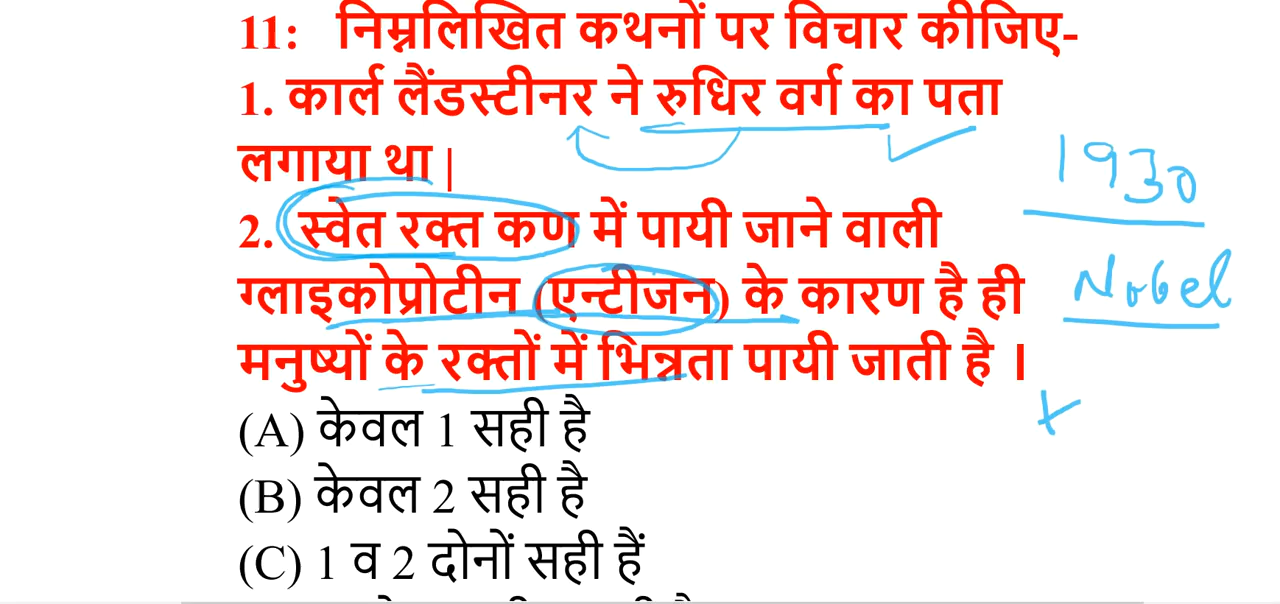 11: निम्नलिखित कथनों पर विचार कीजिए-
1. कार्ल लैंडस्टीनर ने रुधिर वर्ग का पता
लगाया था |
1930
2. स्वेत रक्त कण में पायी जाने वाली
ग्लाइकोप्रोटीन (एन्टीजन) के कारण है ही
Nobel
मनुष्यों के रक्तों में भिन्नता पायी जाती है ।
(A) केवल 1 सही है
(B) केवल 2 सही है
(C) 1 व 2 दोनों सही हैं